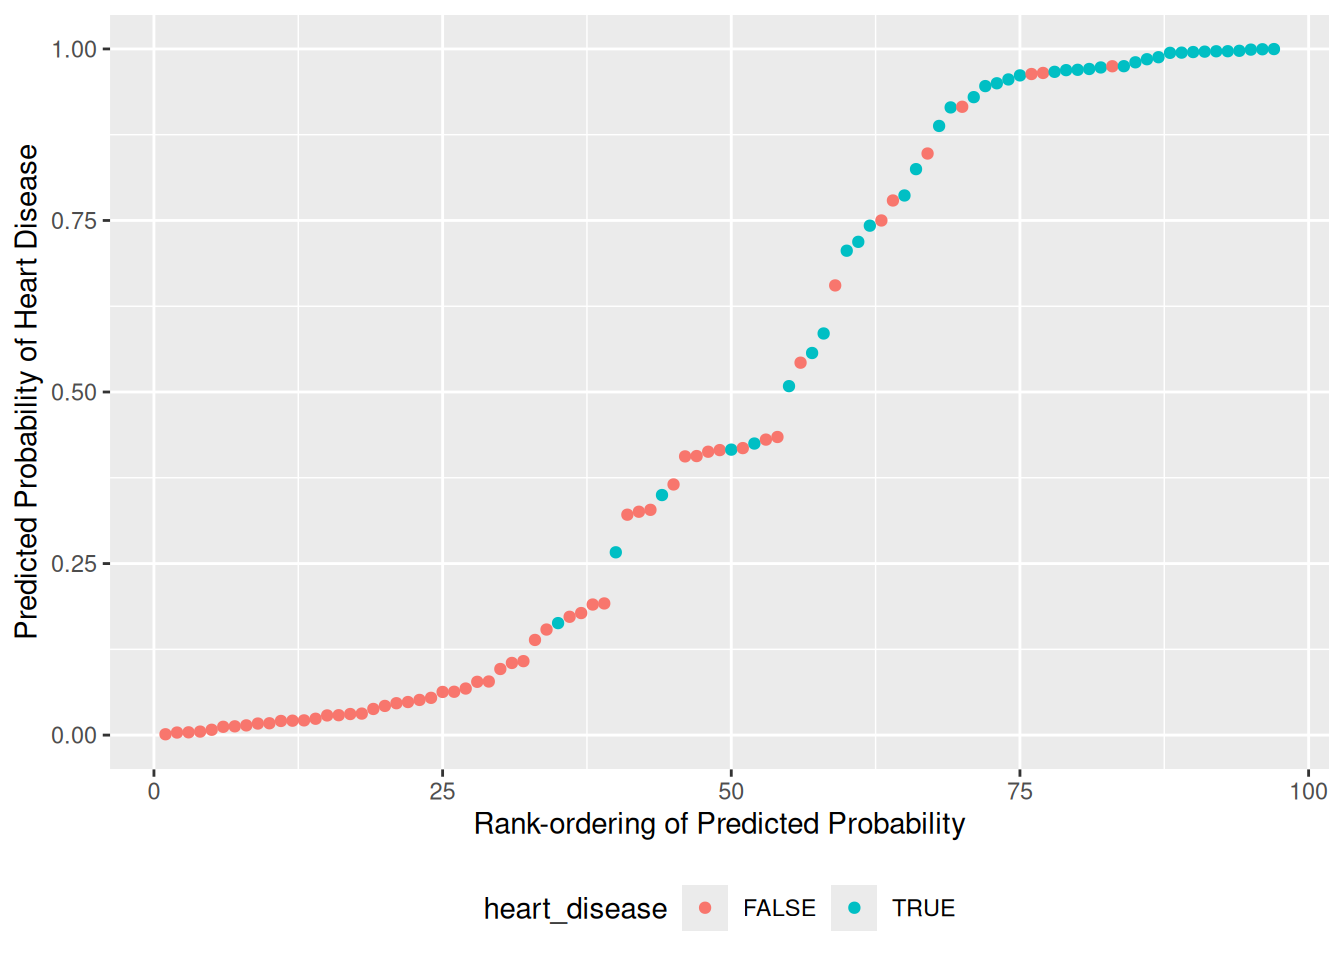 Predicted Probability of Heart Disease
1.00
0.75
0.50
0.25
0.00
0 25 50 75 100
Rank-ordering of Predicted Probability
heart_disease FALSE TRUE